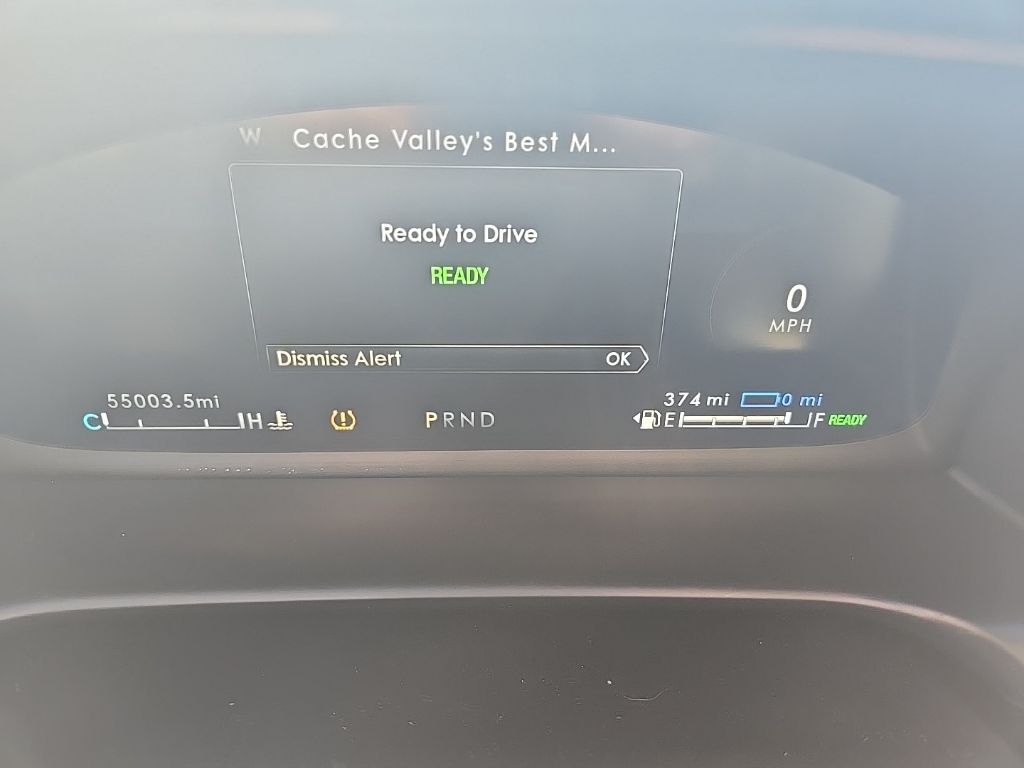 W Cache Valley's Best M...
Ready to Drive
READY
0
MPH
Dismiss Alert OK
55003.5mi
374 mi 0 mi
C H PRND E F READY